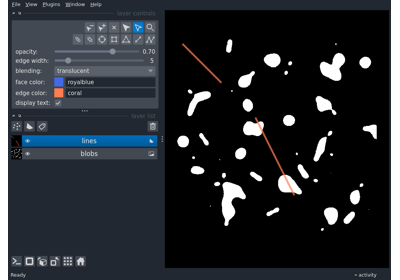 File View Plugins Window Help
layer controls
opacity: 0.70
edge width: 5
blending: translucent
face color: royalblue
edge color: coral
display text:
layer list
lines
blobs
Ready
activity